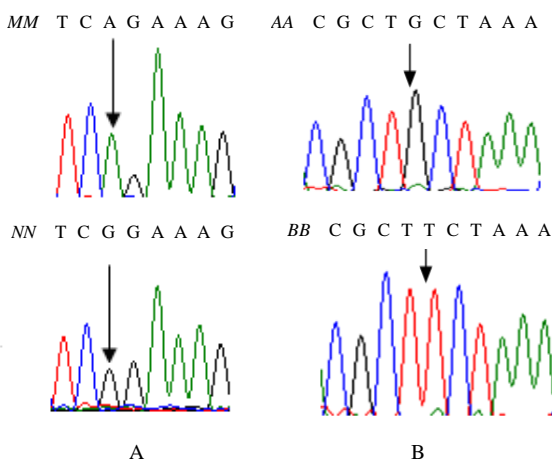 MM T C A G A A A G
AA C G C T G C T A A A
NN T C G G A A A G
BB C G C T T C T A A A
A
B